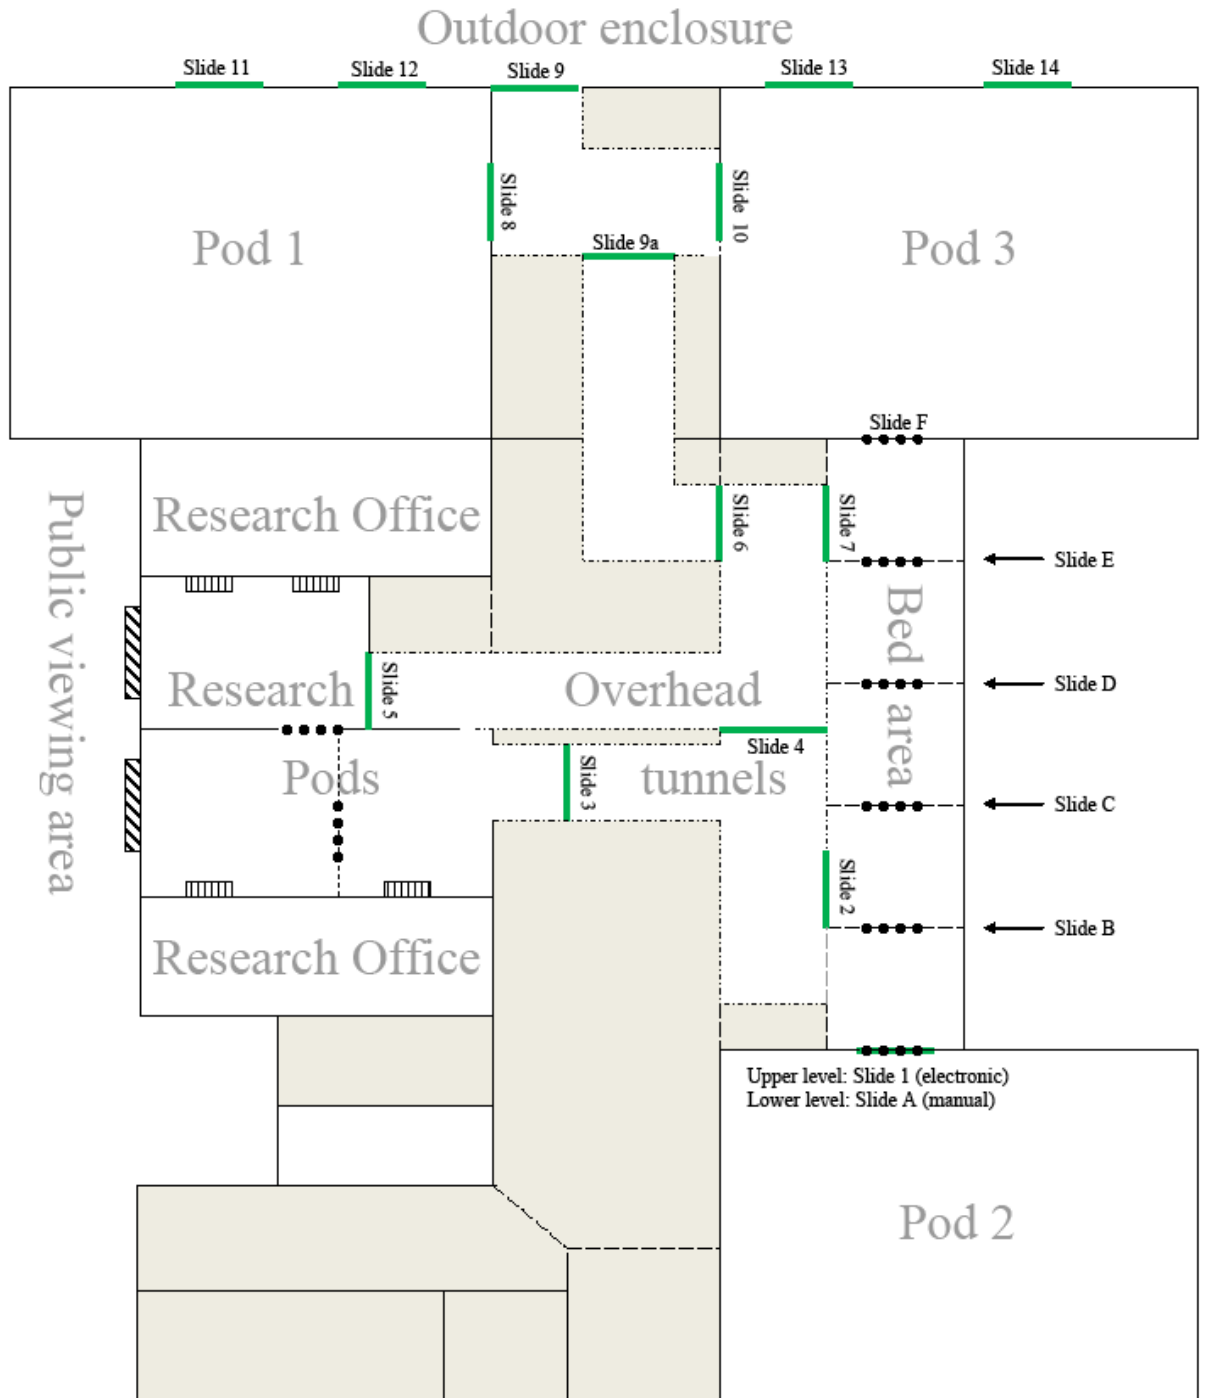 Outdoor enclosure
Slide 11
Slide 12
Slide 9
Slide 13
Slide 14
Slide 8
Slide 10
Pod 1
Slide 9a
Pod 3
Slide F
Public viewing area
Research Office
Slide 6
Slide 7
Slide E
Bed area
Research
Slide 5
Overhead
Slide D
Pods
Slide 3
tunnels
Slide 4
Slide C
Slide 2
Slide B
Research Office
Upper level: Slide 1 (electronic)
Lower level: Slide A (manual)
Pod 2